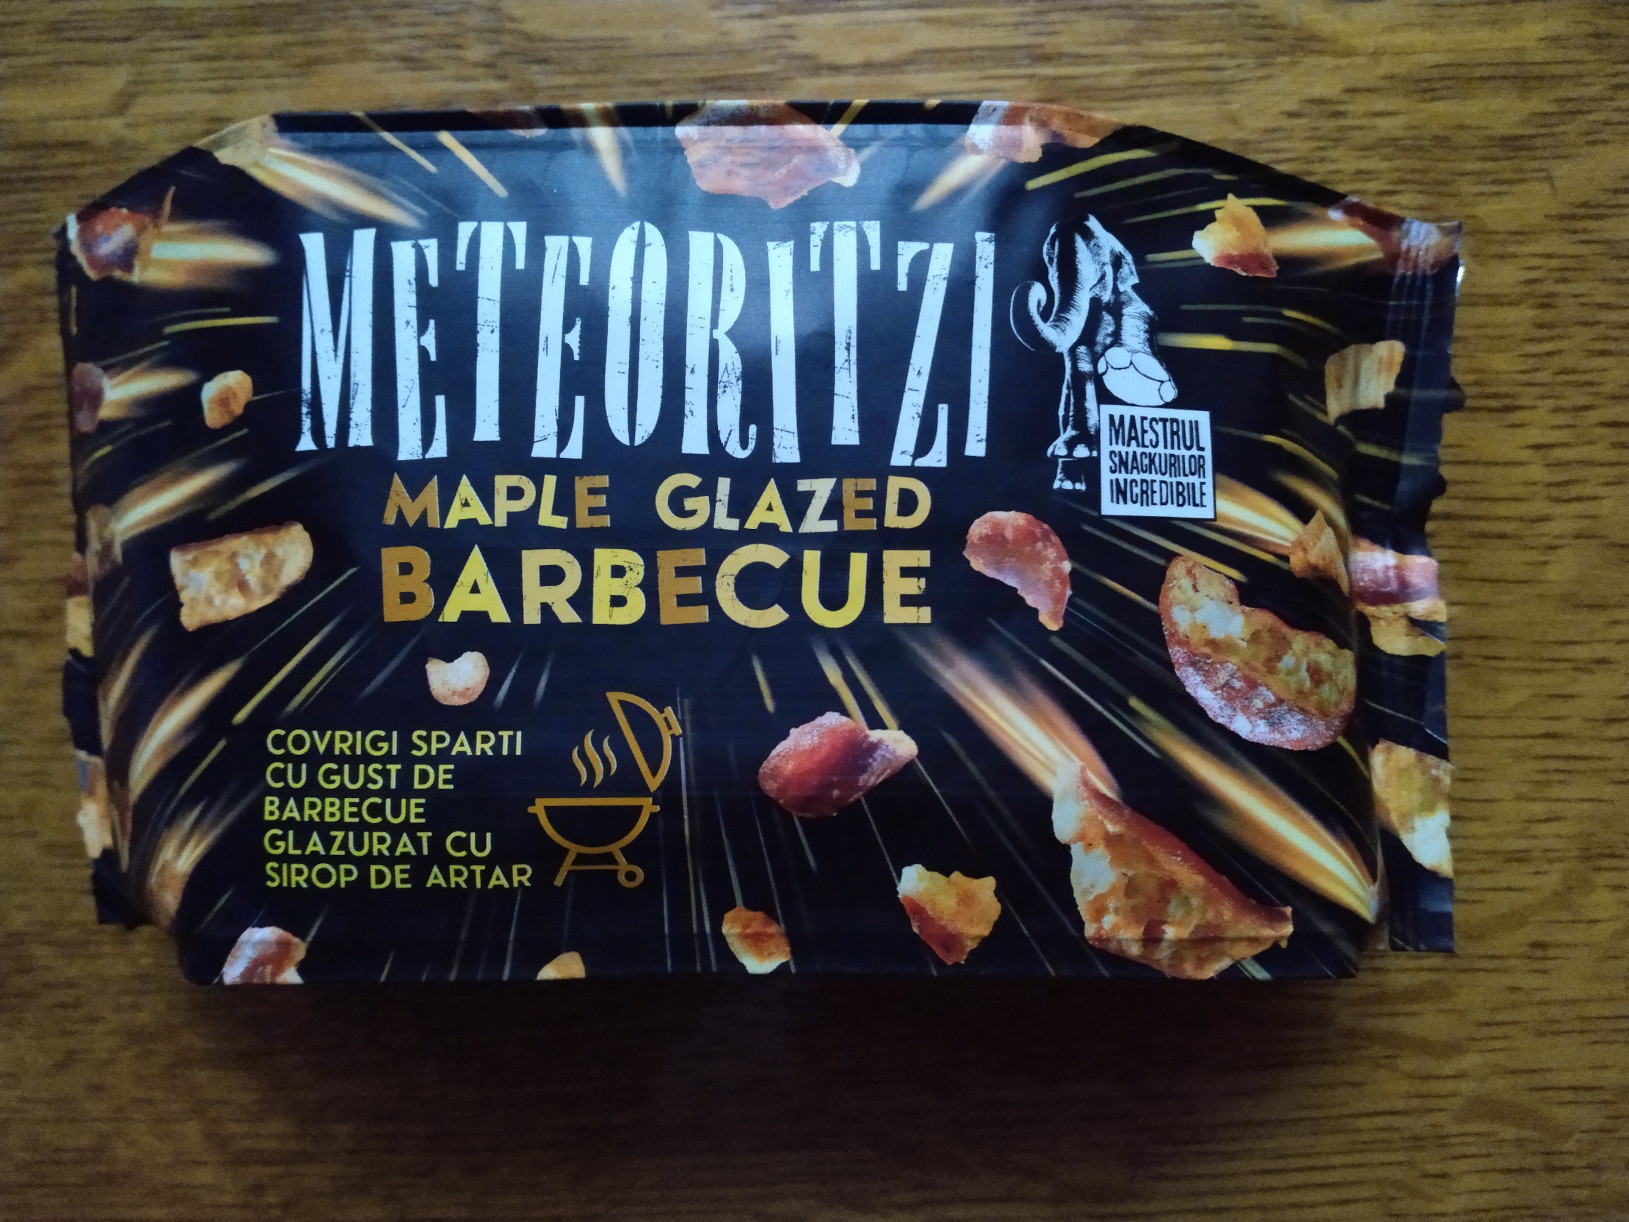 METEORITZI
MAPLE GLAZED
BARBECUE
MAESTRUL
SNACKURILOR
INCREDIBILE
COVRIGI SPARTI
CU GUST DE
BARBECUE
GLAZURAT CU
SIROP DE ARTAR